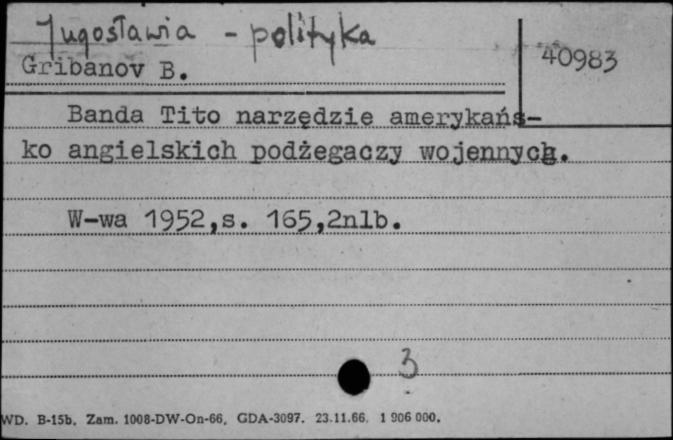 Jugosławia - polityka
40983
Gribanov B.
Banda Tito narzędzie amerykańs-
ko angielskich podżegaczy wojennych.
W-wa 1952,s. 165,2nlb.
3
WD. B-15b. Zam. 1008-DW-On-66. GDA-3097. 23.11.66. 1 906 000.